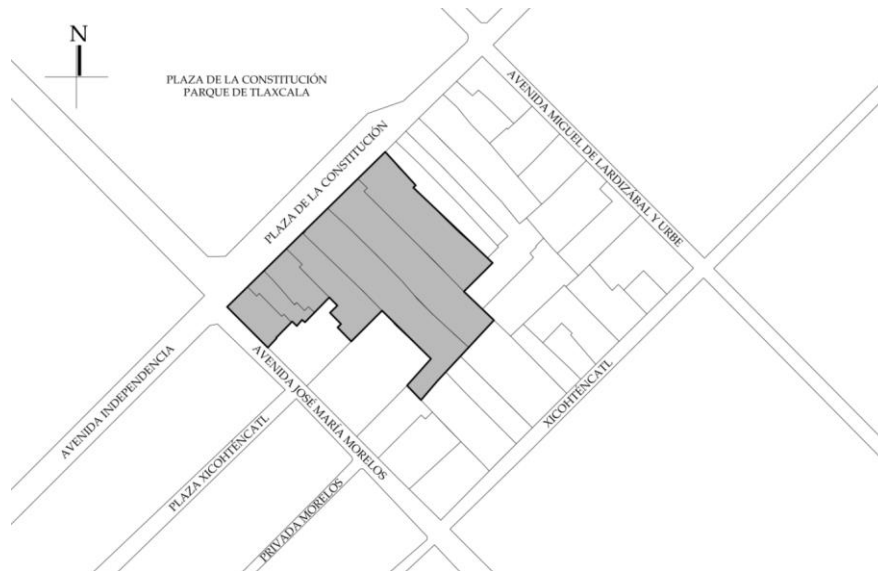 N
PLAZA DE LA CONSTITUCIÓN
PARQUE DE TLAXCALA
AVENIDA MIGUEL DE LARDIZÁBAL Y URBE
PLAZA DE LA CONSTITUCIÓN
AVENIDA INDEPENDENCIA
AVENIDA JOSÉ MARÍA MORELOS
XICOHTÉNCATL
PLAZA XICOHTENCATL
PRIVADA MORELOS